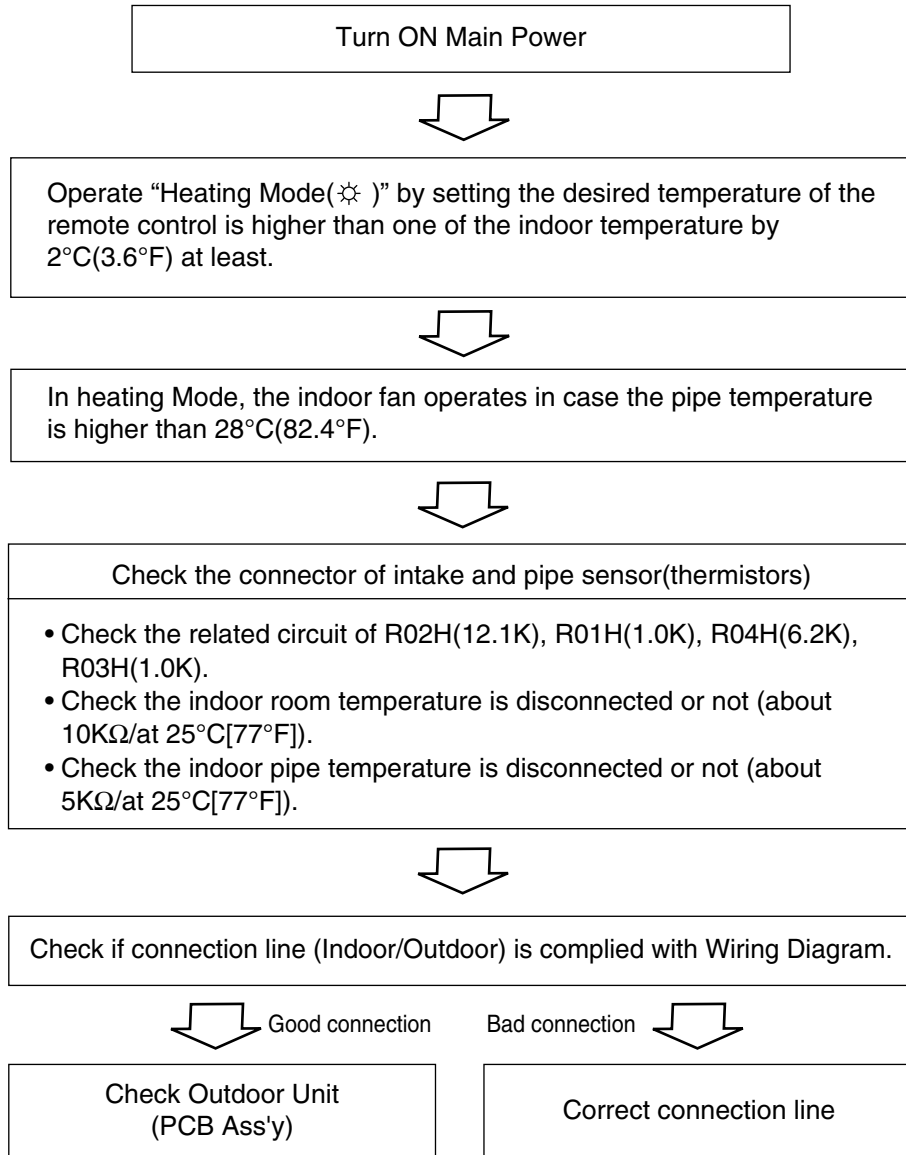 Turn ON Main Power
Operate “Heating Mode(☼ )” by setting the desired temperature of the
remote control is higher than one of the indoor temperature by
2°C(3.6°F) at least.
In heating Mode, the indoor fan operates in case the pipe temperature
is higher than 28°C(82.4°F).
Check the connector of intake and pipe sensor(thermistors)
• Check the related circuit of R02H(12.1K), R01H(1.0K), R04H(6.2K),
R03H(1.0K).
• Check the indoor room temperature is disconnected or not (about
10KΩ/at 25°C[77°F]).
• Check the indoor pipe temperature is disconnected or not (about
5KΩ/at 25°C[77°F]).
Check if connection line (Indoor/Outdoor) is complied with Wiring Diagram.
Good connection
Bad connection
Check Outdoor Unit
(PCB Ass'y)
Correct connection line